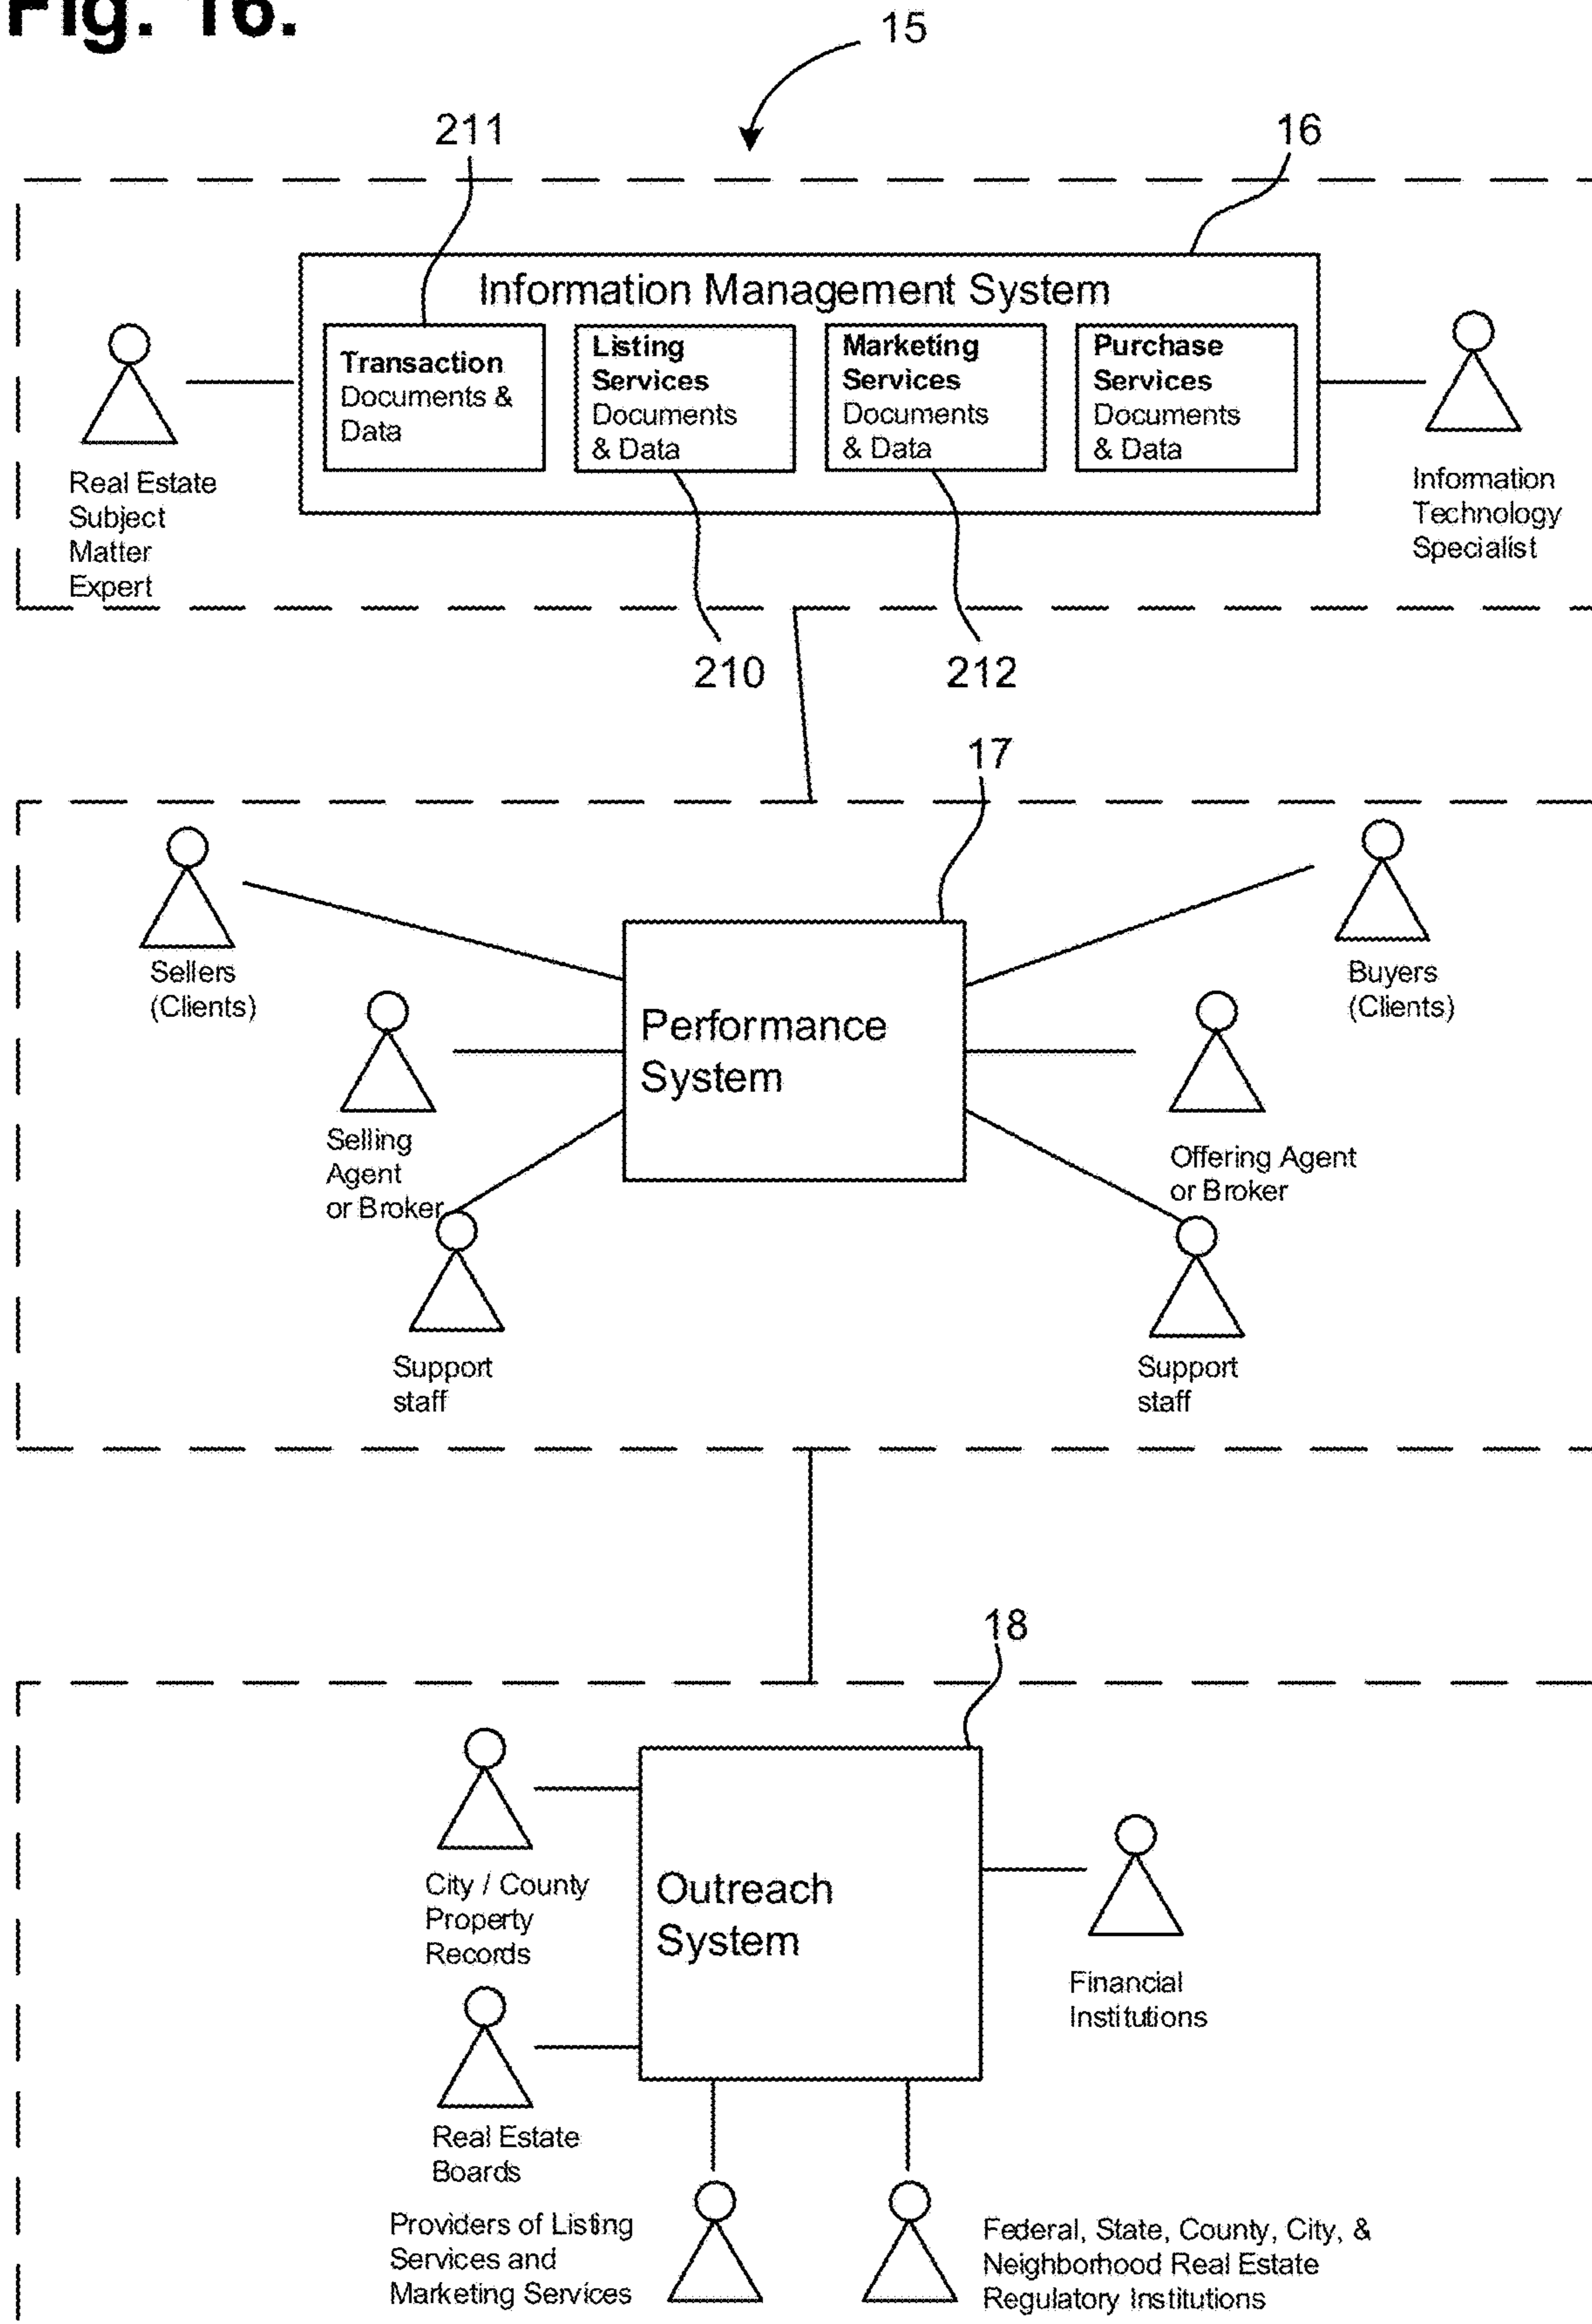 Fig. 16.
15
211
16
Information Management System
Transaction
Documents &
Data
Listing
Services
Documents
& Data
Marketing
Services
Documents
& Data
Purchase
Services
Documents
& Data
Real Estate
Subject
Matter
Expert
Information
Technology
Specialist
210
212
17
Sellers
(Clients)
Buyers
(Clients)
Performance
System
Selling
Agent
or Broker
Offering Agent
or Broker
Support
staff
Support
staff
18
City / County
Property
Records
Outreach
System
Financial
Institutions
Real Estate
Boards
Providers of Listing
Services and
Marketing Services
Federal, State, County, City, &
Neighborhood Real Estate
Regulatory Institutions